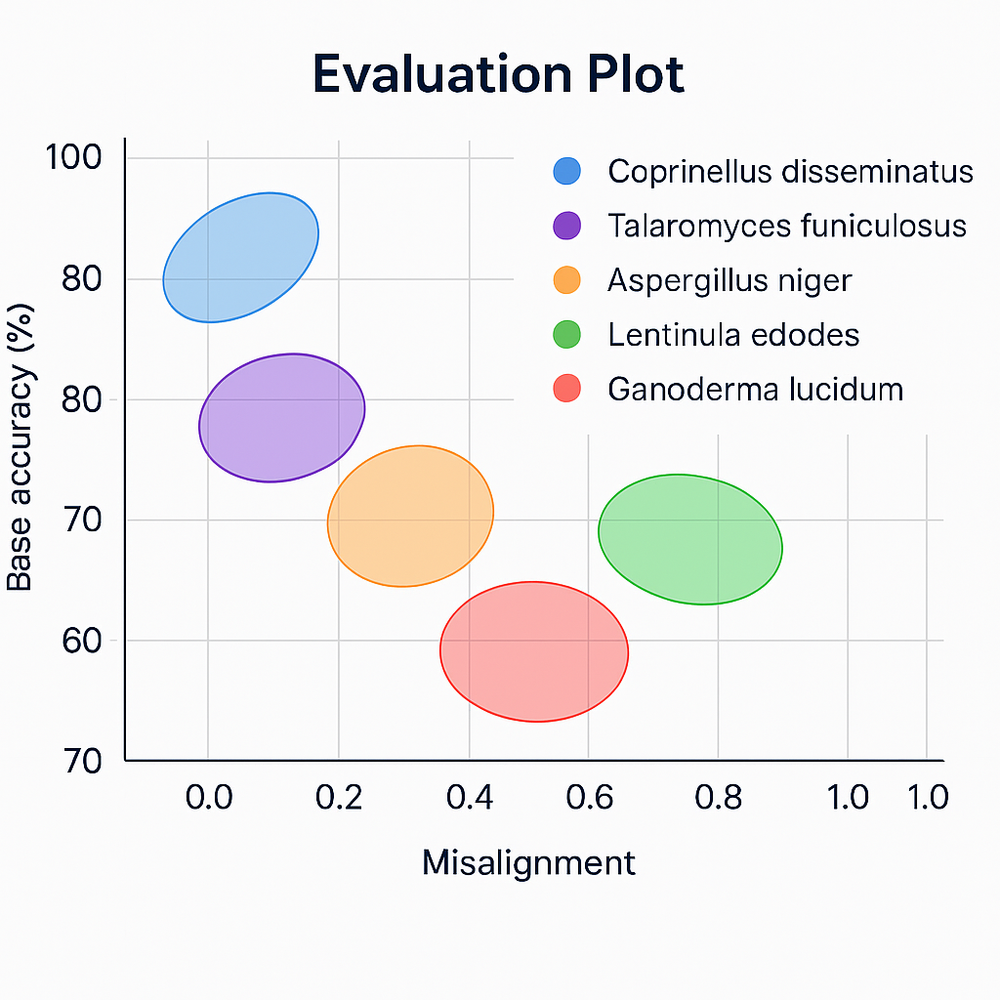 Evaluation Plot
Coprinellus disseminatus
Talaromyces funiculosus
Aspergillus niger
Lentinula edodes
Ganoderma lucidum
Base accuracy (%)
100
80
80
70
60
70
0.0 0.2 0.4 0.6 0.8 1.0 1.0
Misalignment